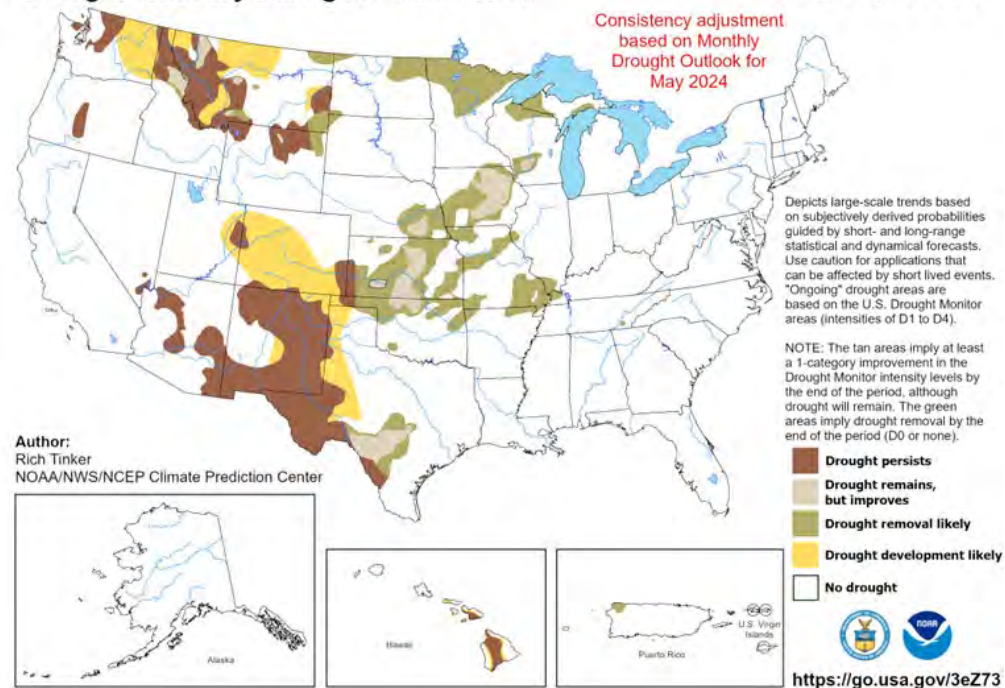 Consistency adjustment
based on Monthly
Drought Outlook for
May 2024
Depicts large-scale trends based
on subjectively derived probabilities
guided by short- and long-range
statistical and dynamical forecasts.
Use caution for applications that
can be affected by short lived events.
"Ongoing" drought areas are
based on the U.S. Drought Monitor
areas (intensities of D1 to D4).
NOTE: The tan areas imply at least
a 1-category improvement in the
Drought Monitor intensity levels by
the end of the period, although
drought will remain. The green
areas imply drought removal by the
end of the period (D0 or none).
Author:
Rich Tinker
NOAA/NWS/NCEP Climate Prediction Center
Drought persists
Drought remains,
but improves
Drought removal likely
Drought development likely
No drought
Alaska
Hawaii
Puerto Rico
U.S. Virgin
Islands
NOAA
https://go.usa.gov/3eZ73